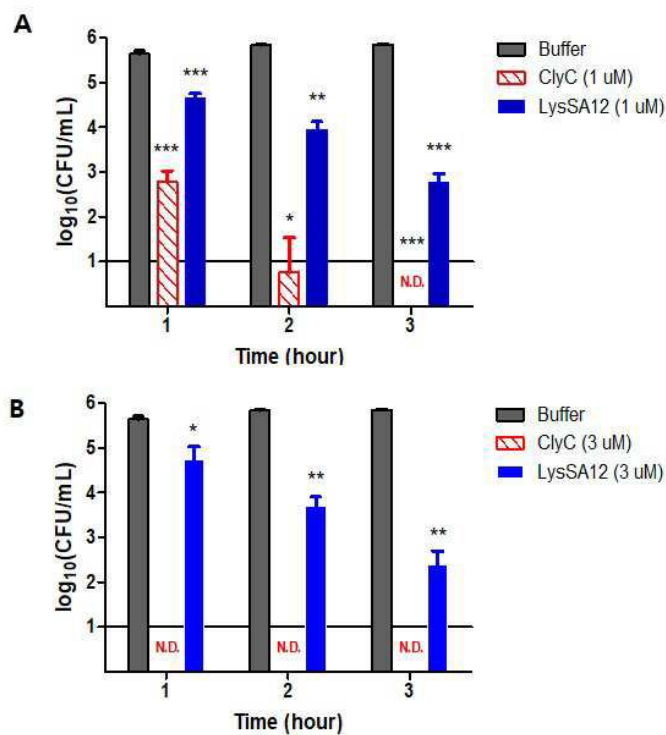 A
6
5
4
3
2
1
log10(CFU/mL)
*** *** * ** *** N.D. ***
1 2 3
Time (hour)
Buffer
ClyC (1 uM)
LysSA12 (1 uM)
B
6
5
4
3
2
1
log10(CFU/mL)
N.D. * N.D. ** N.D. **
1 2 3
Time (hour)
Buffer
ClyC (3 uM)
LysSA12 (3 uM)